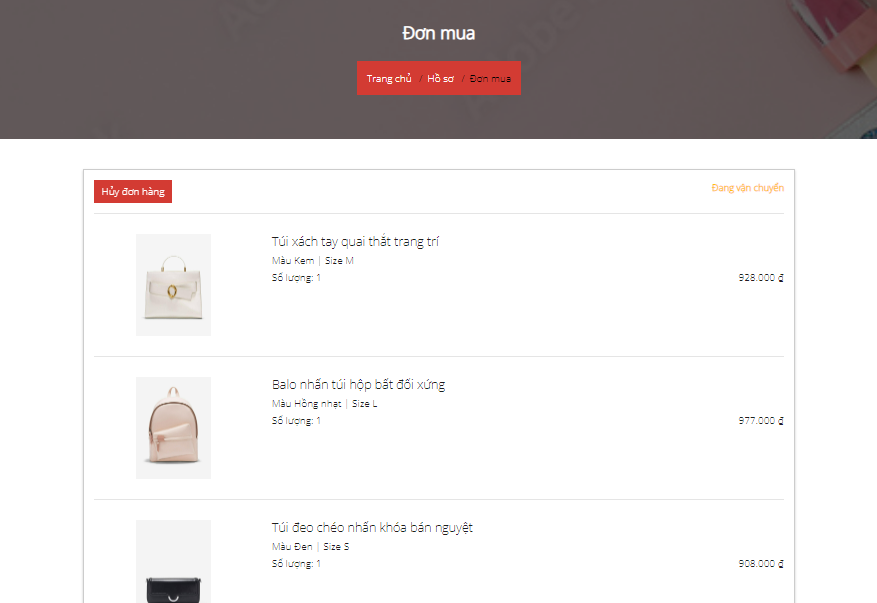 Đơn mua
Trang chủ / Hồ sơ / Đơn mua
Hủy đơn hàng
Đang vận chuyển
Túi xách tay quai thắt trang trí
Màu Kem | Size M
Số lượng: 1
928.000 ₫
Balo nhấn túi hộp bất đối xứng
Màu Hồng nhạt | Size L
Số lượng: 1
977.000 ₫
Túi đeo chéo nhấn khóa bán nguyệt
Màu Đen | Size S
Số lượng: 1
908.000 ₫